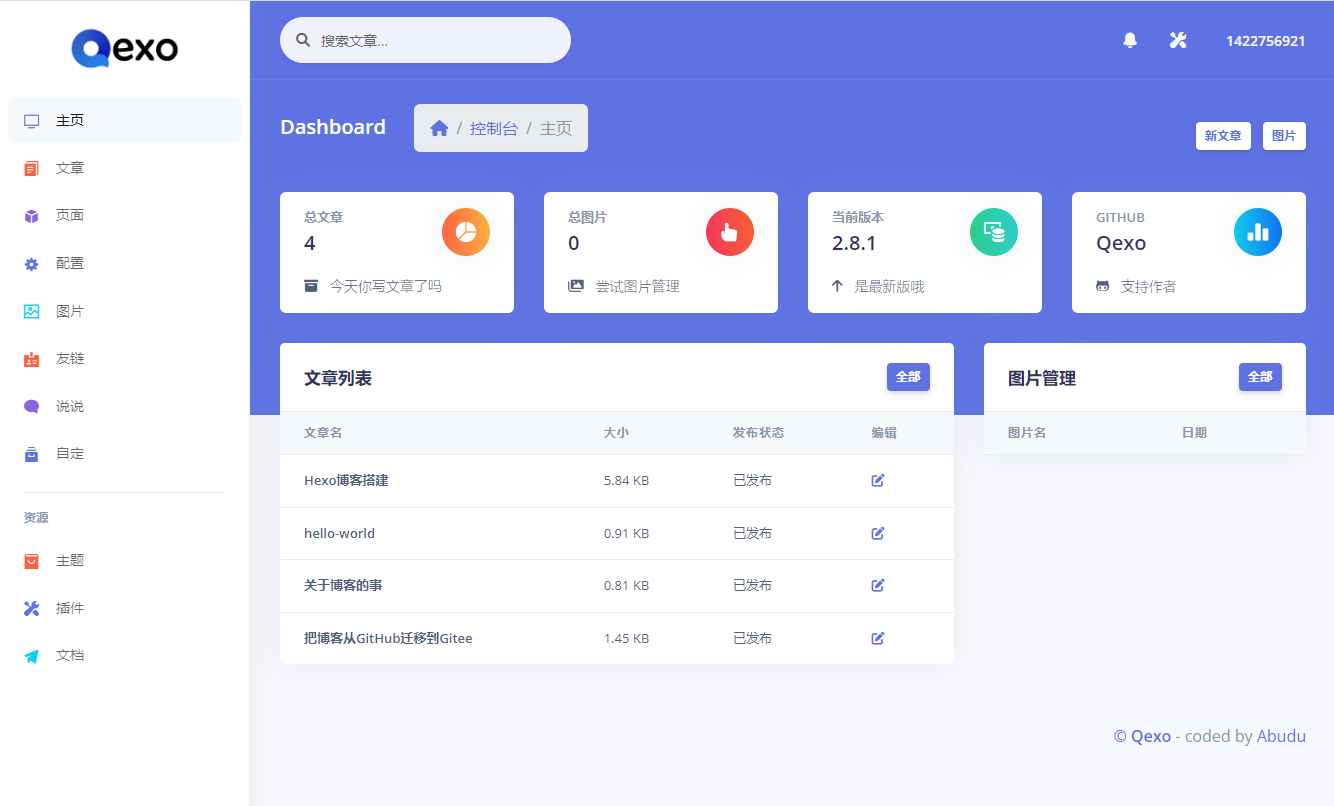 Qexo
主页
文章
页面
配置
图片
友链
说说
自定
资源
主题
插件
文档
搜索文章...
1422756921
Dashboard
/ 控制台 / 主页
新文章 图片
总文章
4
今天你写文章了吗
总图片
0
尝试图片管理
当前版本
2.8.1
是最新版哦
GITHUB
Qexo
支持作者
文章列表 全部
文章名 大小 发布状态 编辑
Hexo博客搭建 5.84 KB 已发布
hello-world 0.91 KB 已发布
关于博客的事 0.81 KB 已发布
把博客从GitHub迁移到Gitee 1.45 KB 已发布
图片管理 全部
图片名 日期
© Qexo - coded by Abudu